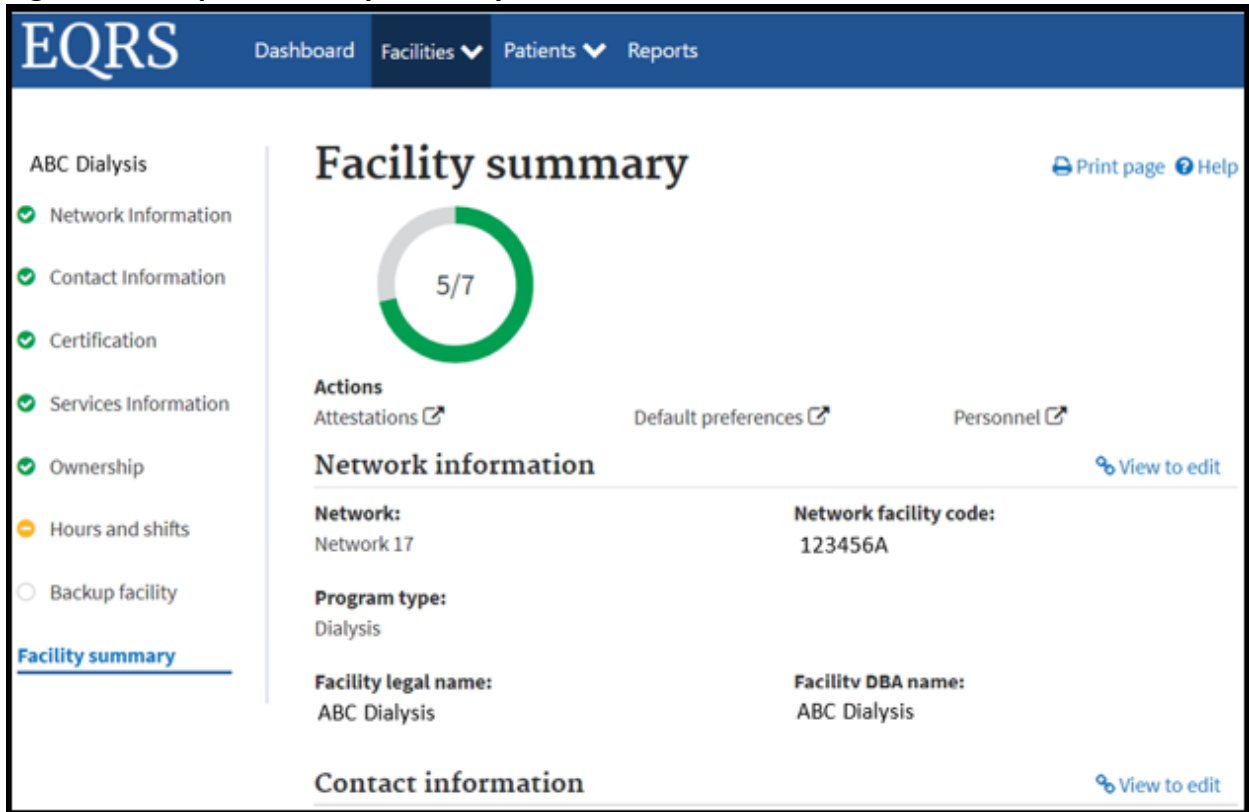 EQRS
Dashboard Facilities Patients Reports
ABC Dialysis
Network Information
Contact Information
Certification
Services Information
Ownership
Hours and shifts
Backup facility
Facility summary
Facility summary
Print page Help
5/7
Actions
Attestations Default preferences Personnel
Network information View to edit
Network: Network facility code:
Network 17 123456A
Program type:
Dialysis
Facility legal name: Facility DBA name:
ABC Dialysis ABC Dialysis
Contact information View to edit